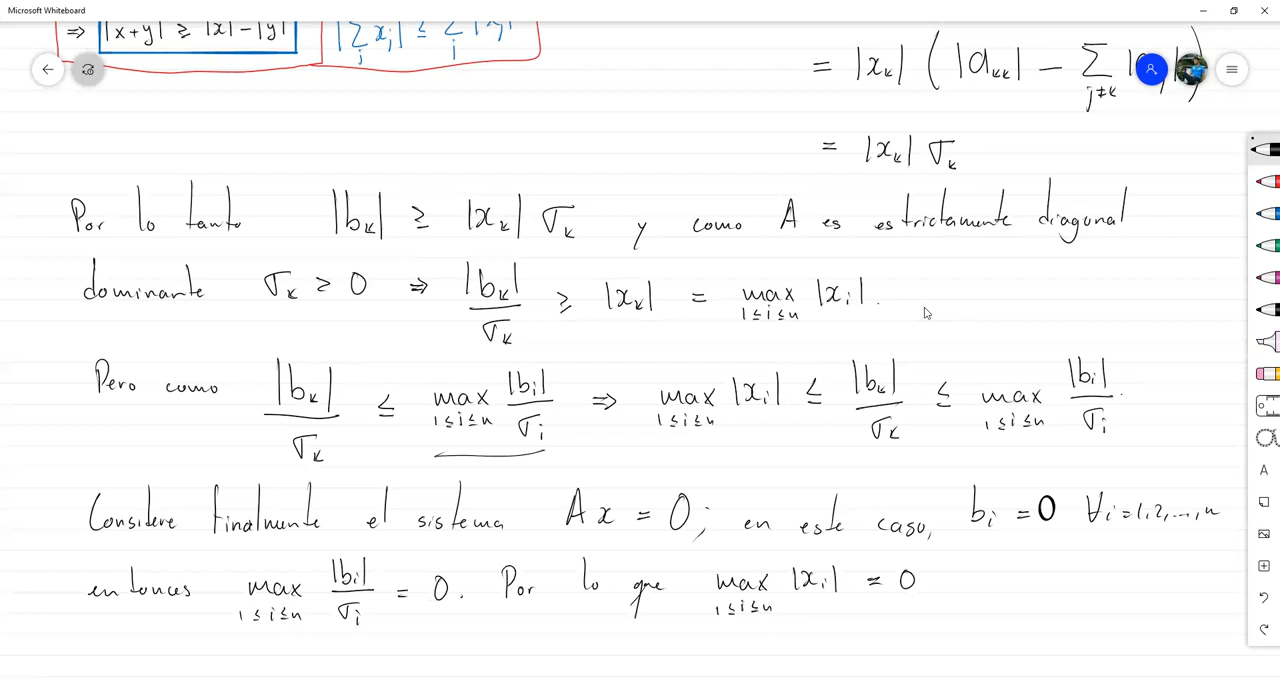 Microsoft Whiteboard
⇒ |x+y| ≥ |x| − |y| |∑_j x_j| ≤ ∑_j
= |x_k| ( |a_kk| − ∑_{j≠k} | )
= |x_k| σ_k
Por lo tanto |b_k| ≥ |x_k| σ_k y como A es estrictamente diagonal
dominante σ_k ≥ 0 ⇒ |b_k|/σ_k ≥ |x_k| = max_{1≤i≤n} |x_i|.
Pero como |b_k|/σ_k ≤ max_{1≤i≤n} |b_i|/σ_i ⇒ max_{1≤i≤n} |x_i| ≤ |b_k|/σ_k ≤ max_{1≤i≤n} |b_i|/σ_i.
Considere finalmente el sistema Ax = 0; en este caso, b_i = 0 ∀i=1,2,...,n
entonces max_{1≤i≤n} |b_i|/σ_i = 0. Por lo que max_{1≤i≤n} |x_i| = 0
A